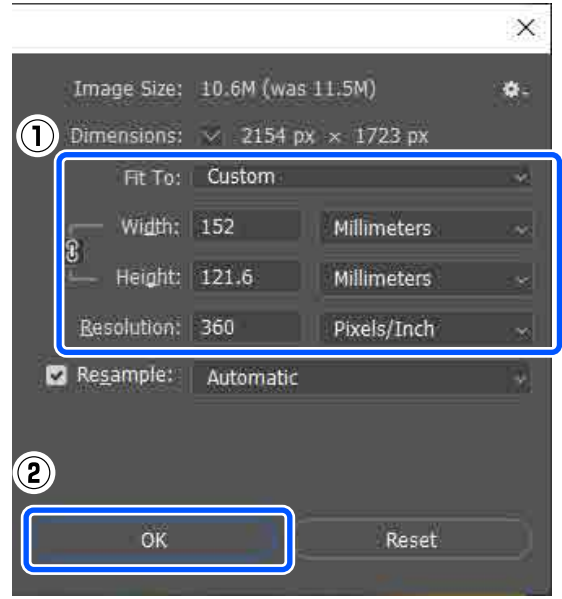 Image Size: 10.6M (was 11.5M)
① Dimensions: 2154 px × 1723 px
Fit To: Custom
Width: 152 Millimeters
Height: 121.6 Millimeters
Resolution: 360 Pixels/Inch
Resample: Automatic
②
OK Reset